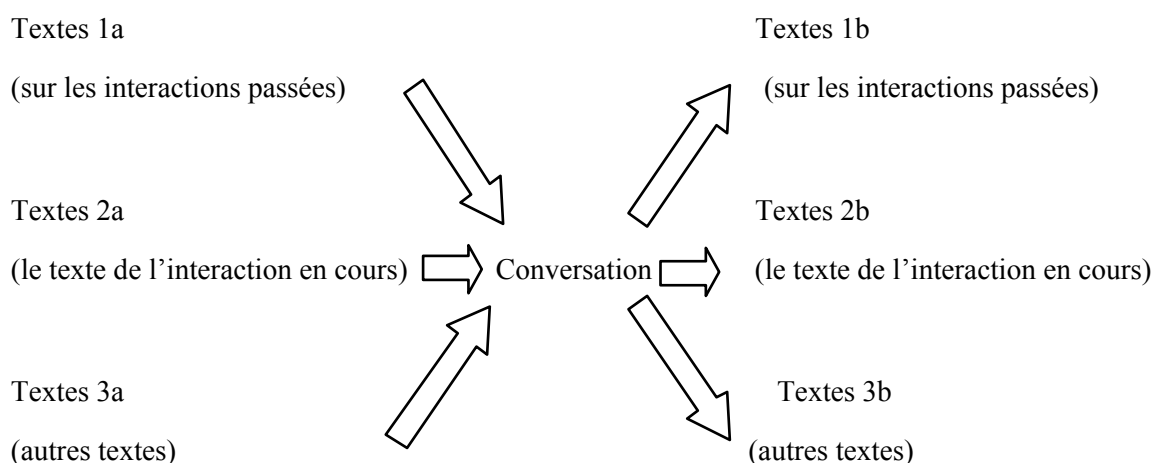 Textes 1a
(sur les interactions passées)
Textes 1b
(sur les interactions passées)
Textes 2a
(le texte de l’interaction en cours)
Conversation
Textes 2b
(le texte de l’interaction en cours)
Textes 3a
(autres textes)
Textes 3b
(autres textes)